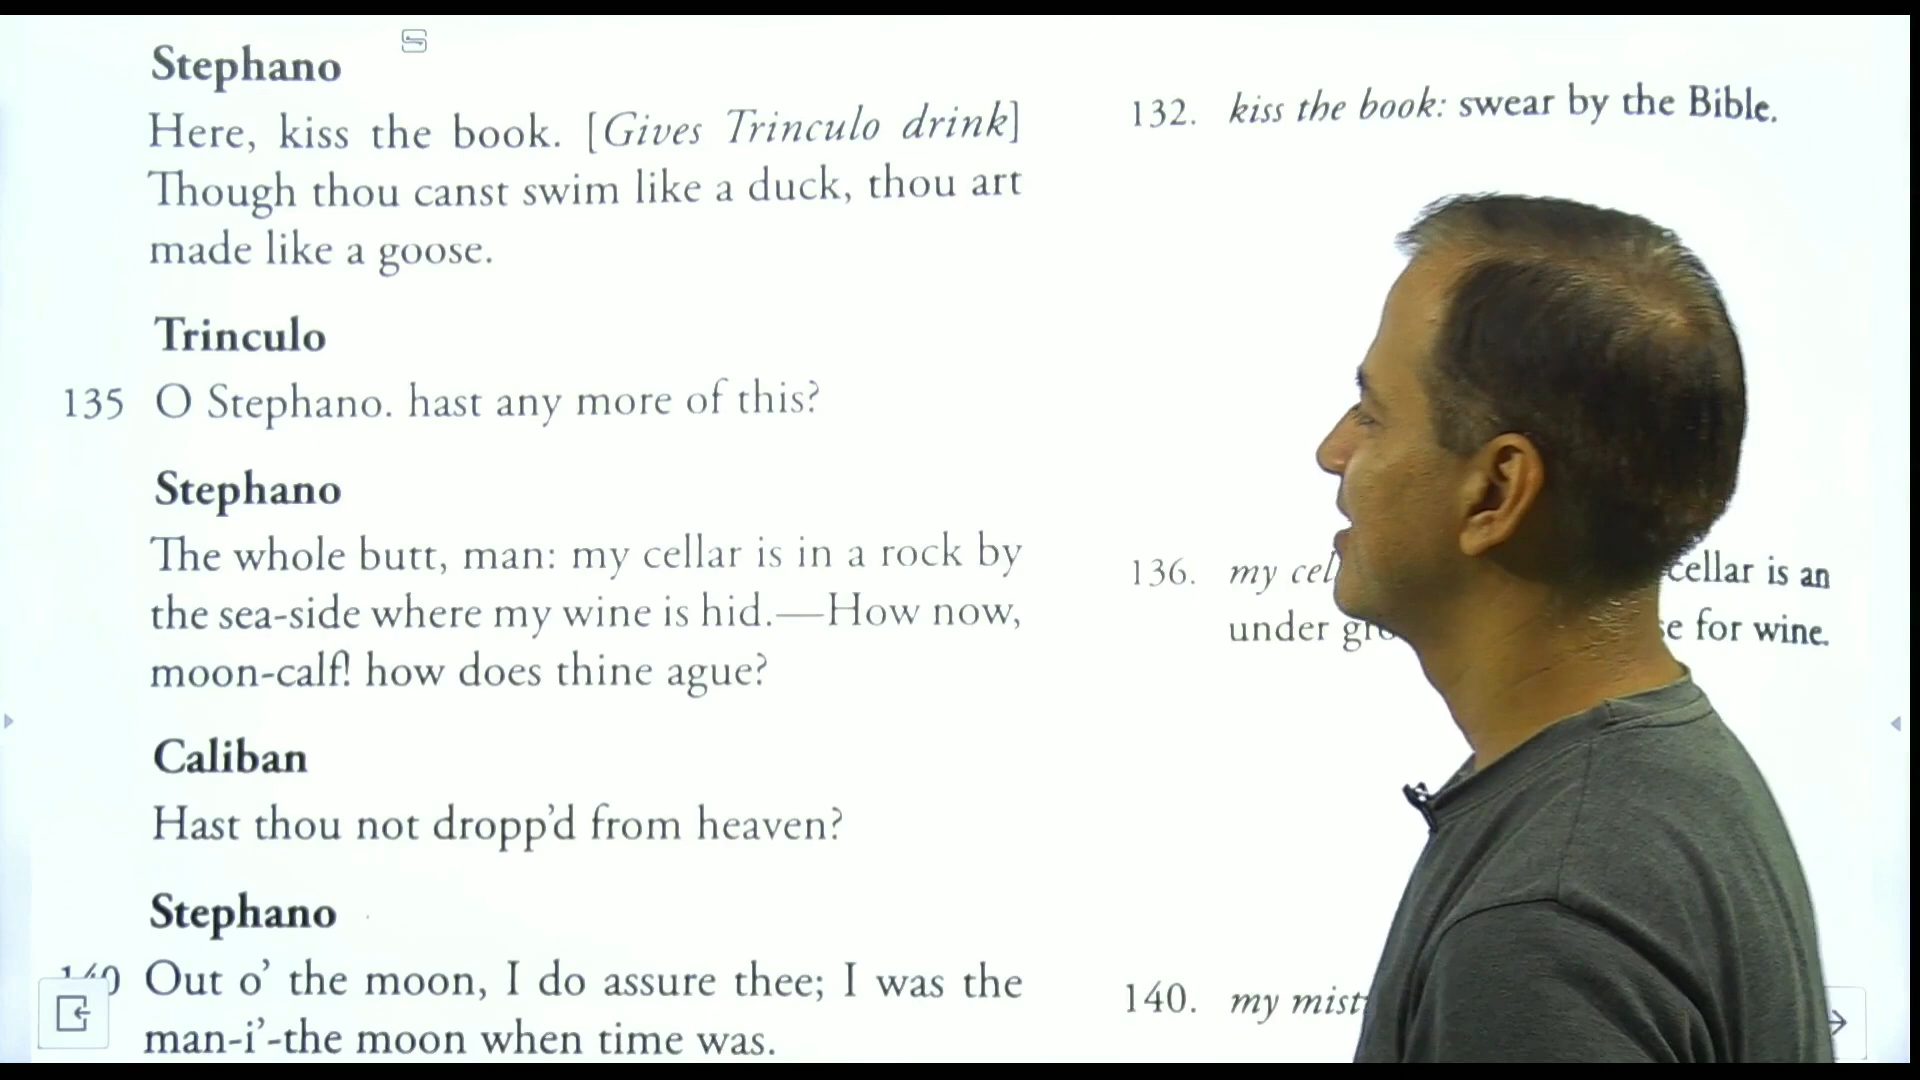 Stephano
Here, kiss the book. [Gives Trinculo drink]
Though thou canst swim like a duck, thou art
made like a goose.
Trinculo
135 O Stephano. hast any more of this?
Stephano
The whole butt, man: my cellar is in a rock by
the sea-side where my wine is hid.—How now,
moon-calf! how does thine ague?
Caliban
Hast thou not dropp'd from heaven?
Stephano
140 Out o' the moon, I do assure thee; I was the
man-i'-the moon when time was.
132. kiss the book: swear by the Bible.
136. my cellar is an
under for wine.
140. my